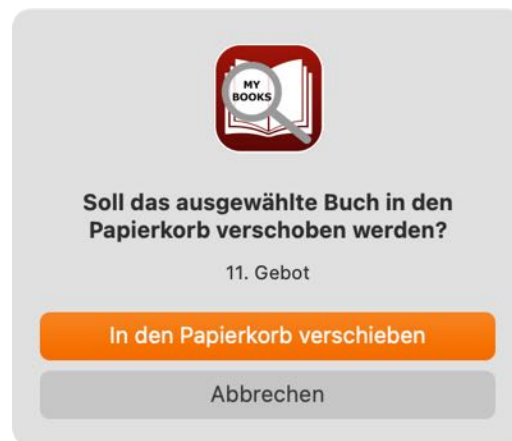 MY
BOOKS
Soll das ausgewählte Buch in den
Papierkorb verschoben werden?
11. Gebot
In den Papierkorb verschieben
Abbrechen